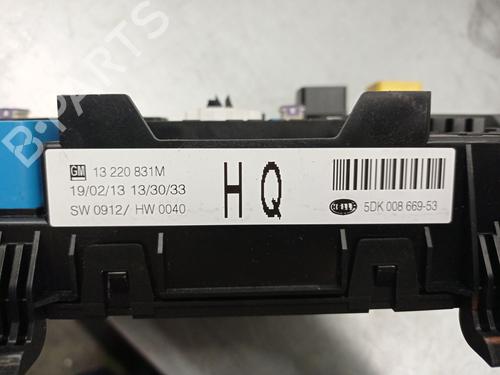 B-PARTS
GM 13 220 831M
19/02/13 13/30/33
SW 0912/ HW 0040
HQ
5DK 008 669-53